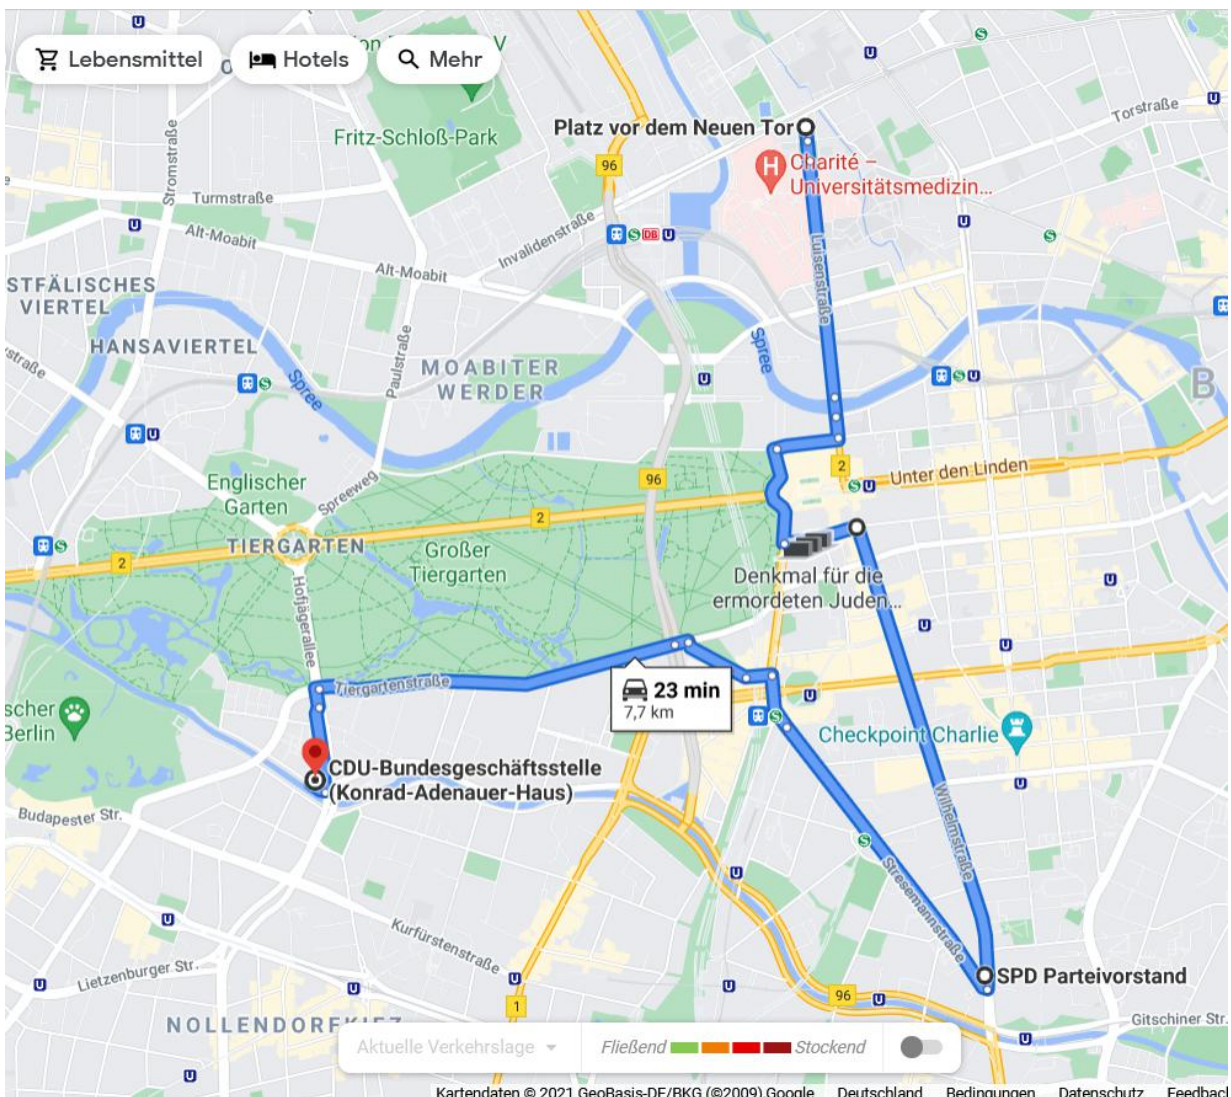 Lebensmittel
Hotels
Mehr
Fritz-Schloß-Park
Platz vor dem Neuen Tor
Torstraße
96
H
Charité –
Universitätsmedizin...
Stromstraße
Turmstraße
Alt-Moabit
Invalidenstraße
DB
Alt-Moabit
Luisenstraße
STFÄLISCHES
VIERTEL
HANSAVIERTEL
Paulstraße
MOABITER
WERDER
Spree
Spree
B
Englischer
Garten
Spreeweg
96
2
Unter den Linden
2
TIERGARTEN
2
Großer
Tiergarten
Denkmal für die
ermordeten Juden...
Hofjägerallee
Tiergartenstraße
23 min
7,7 km
scher
Berlin
Checkpoint Charlie
CDU-Bundesgeschäftsstelle
(Konrad-Adenauer-Haus)
Budapester Str.
Wilhelmstraße
Stresemannstraße
Kurfürstenstraße
Lietzenburger Str.
SPD Parteivorstand
96
1
Gitschiner Str.
Aktuelle Verkehrslage
Fließend
Stockend
Kartendaten © 2021 GeoBasis-DE/BKG (©2009),Google Deutschland Bedingungen Datenschutz Feedbac